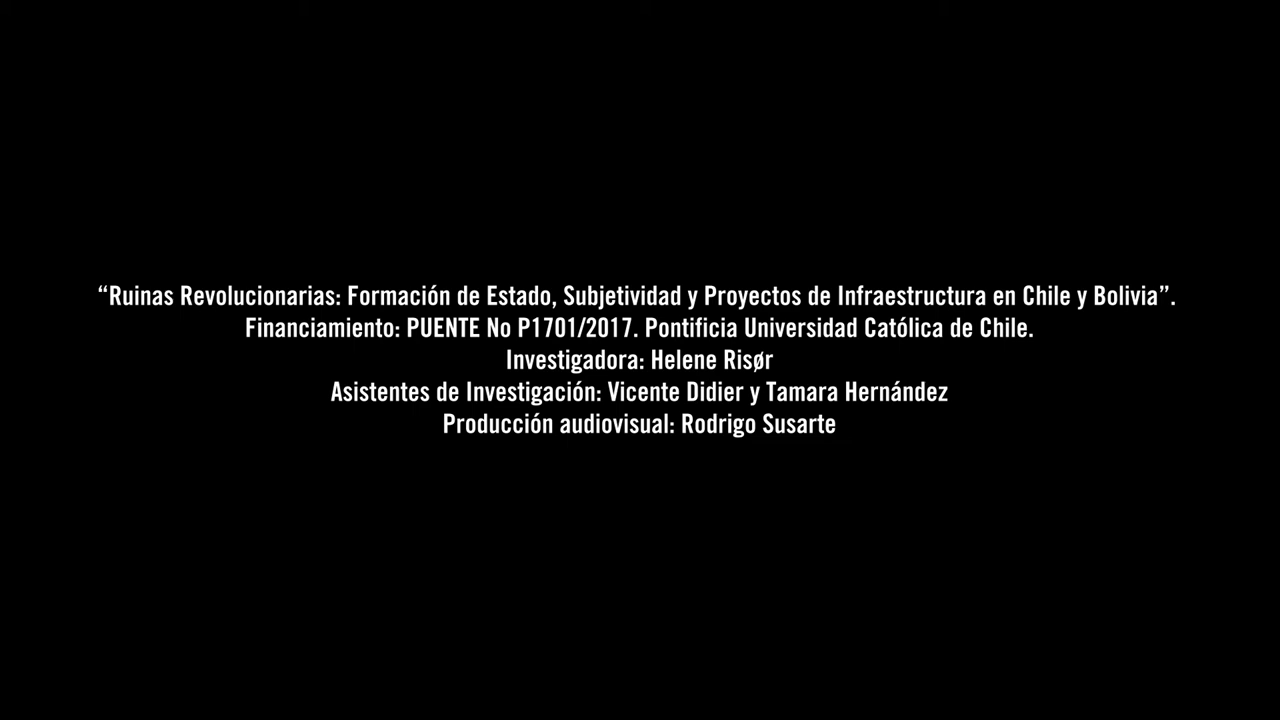 “Ruinas Revolucionarias: Formación de Estado, Subjetividad y Proyectos de Infraestructura en Chile y Bolivia”.
Financiamiento: PUENTE No P1701/2017. Pontificia Universidad Católica de Chile.
Investigadora: Helene Risør
Asistentes de Investigación: Vicente Didier y Tamara Hernández
Producción audiovisual: Rodrigo Susarte